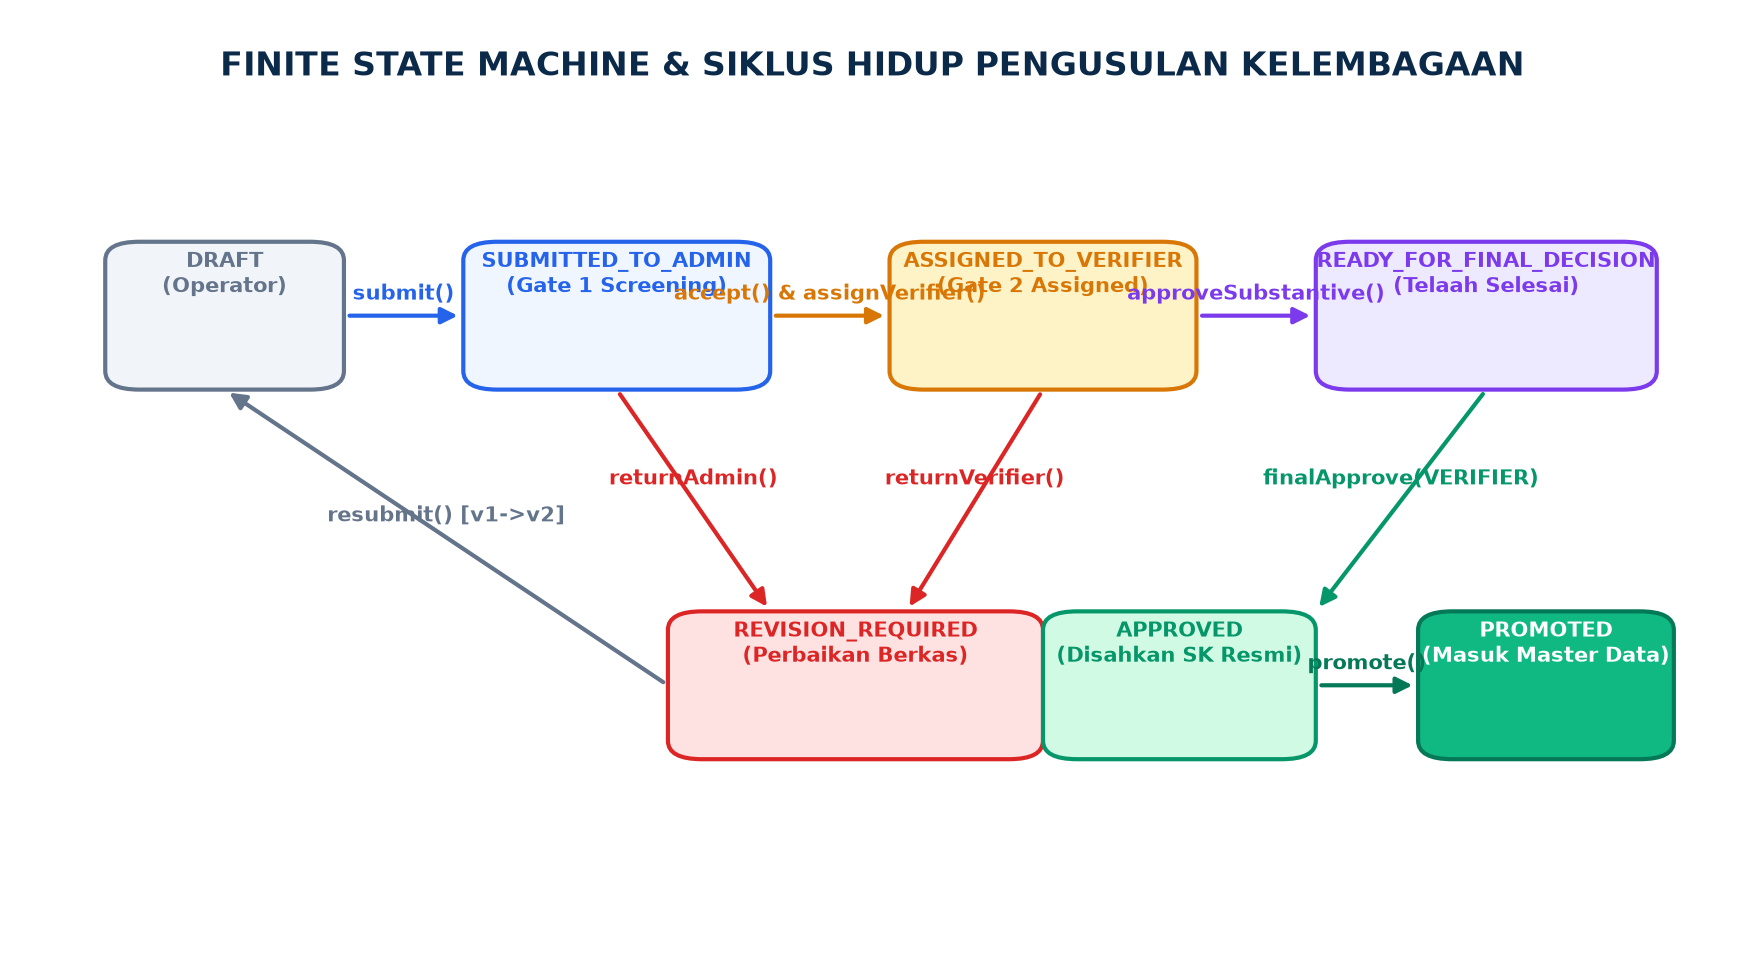 FINITE STATE MACHINE & SIKLUS HIDUP PENGUSULAN KELEMBAGAAN
DRAFT
(Operator)
submit()
SUBMITTED_TO_ADMIN
(Gate 1 Screening)
accept() & assignVerifier()
ASSIGNED_TO_VERIFIER
(Gate 2 Assigned)
approveSubstantive()
READY_FOR_FINAL_DECISION
(Telaah Selesai)
returnAdmin()
returnVerifier()
finalApprove(VERIFIER)
resubmit() [v1->v2]
REVISION_REQUIRED
(Perbaikan Berkas)
APPROVED
(Disahkan SK Resmi)
promote()
PROMOTED
(Masuk Master Data)